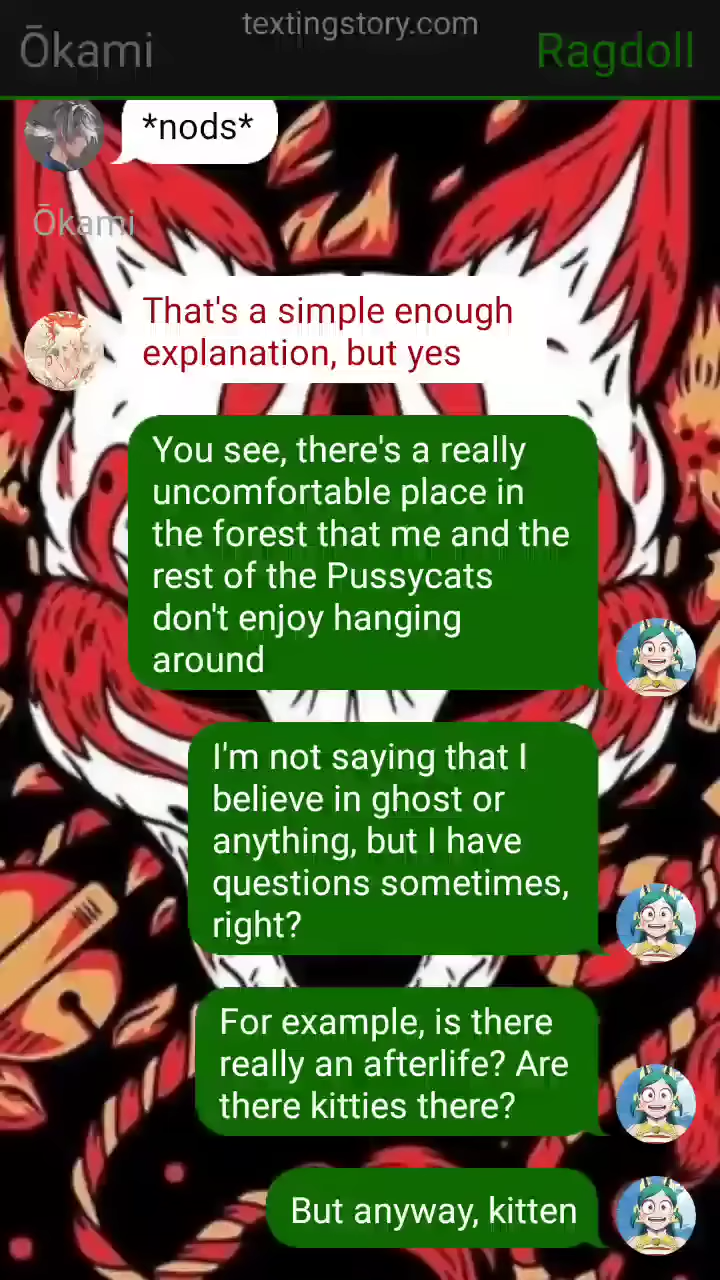 textingstory.com
Ōkami
Ragdoll
*nods*
Ōkami
That's a simple enough
explanation, but yes
You see, there's a really
uncomfortable place in
the forest that me and the
rest of the Pussycats
don't enjoy hanging
around
I'm not saying that I
believe in ghost or
anything, but I have
questions sometimes,
right?
For example, is there
really an afterlife? Are
there kitties there?
But anyway, kitten